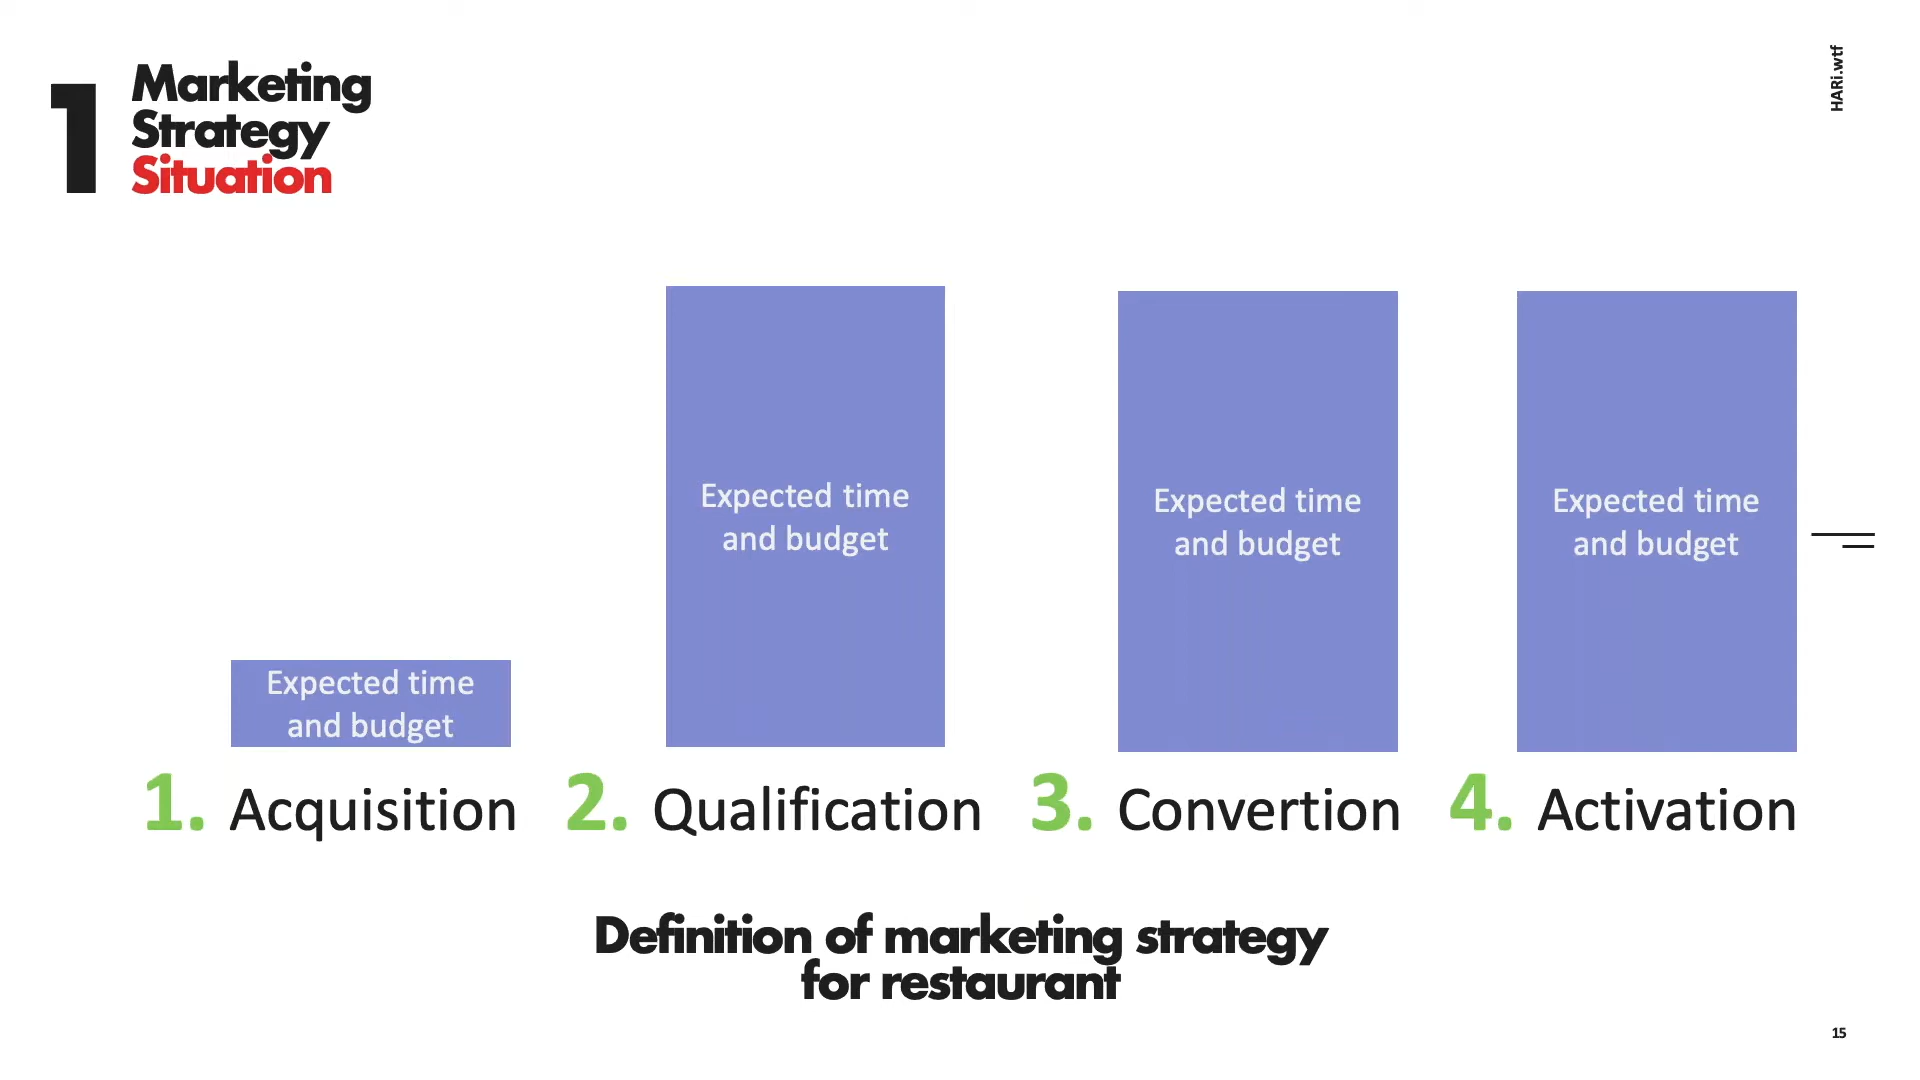 1
Marketing
Strategy
Situation
HARi.wtf
Expected time
and budget
Expected time
and budget
Expected time
and budget
Expected time
and budget
1. Acquisition
2. Qualification
3. Convertion
4. Activation
Definition of marketing strategy
for restaurant
15